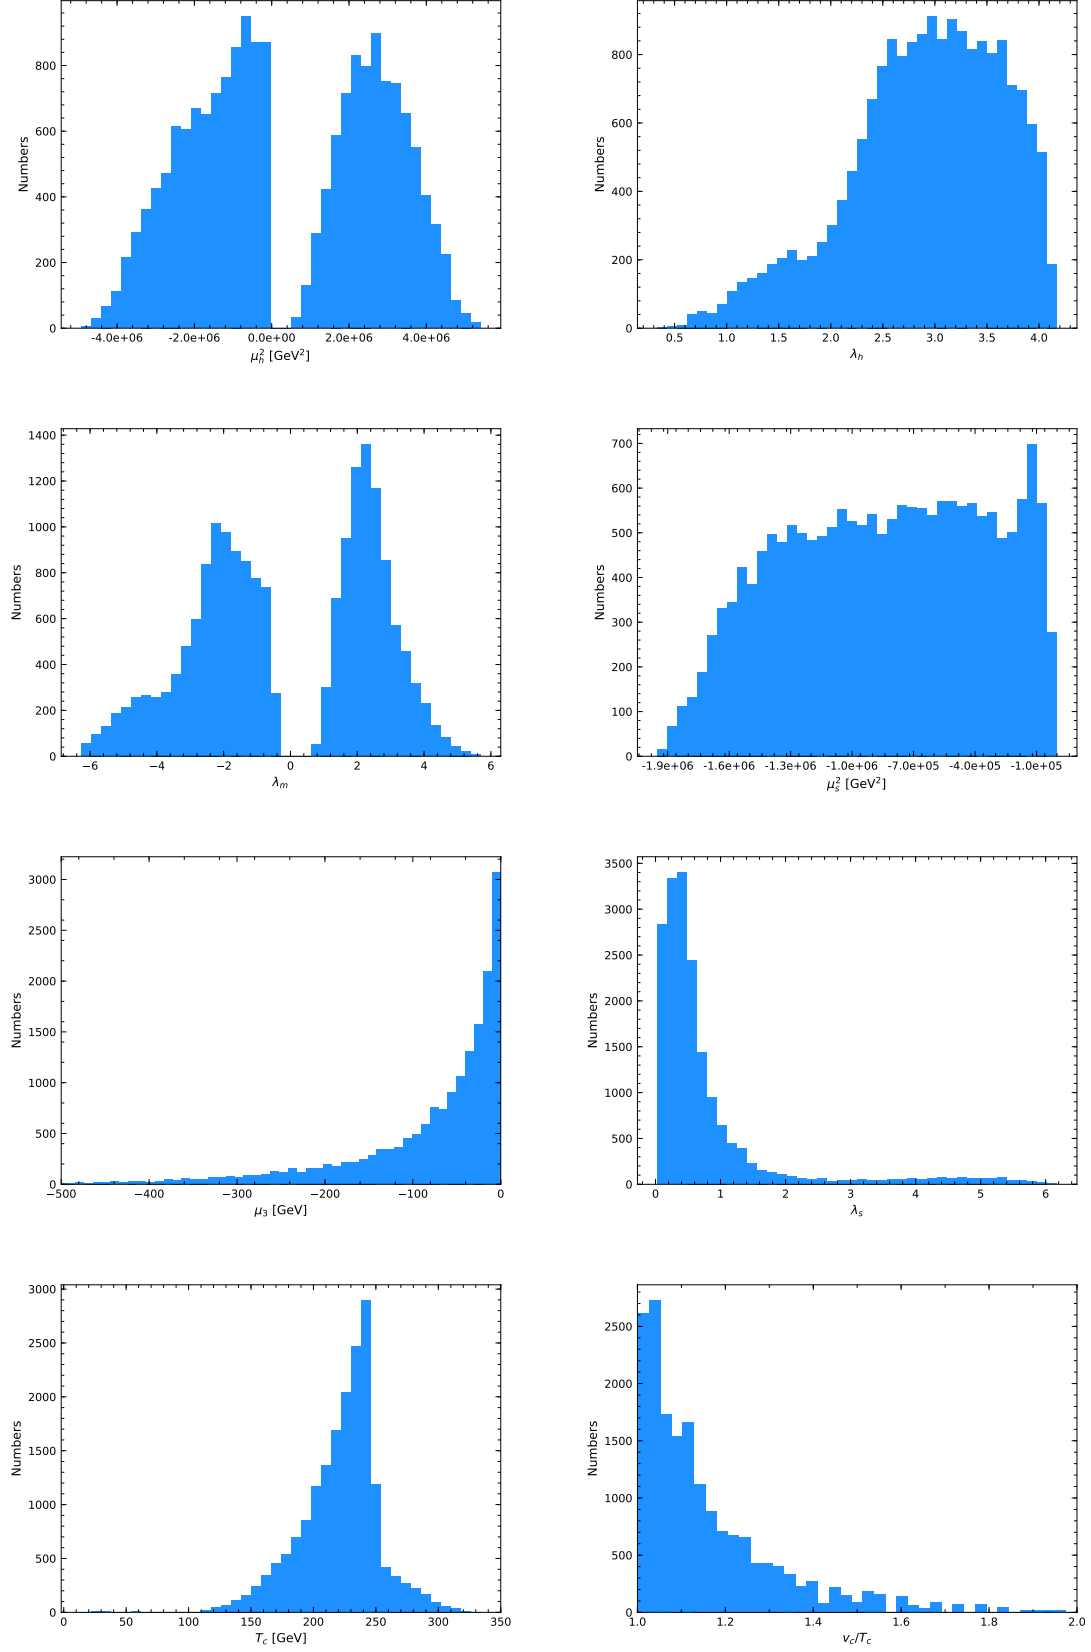 Numbers
800
600
400
200
0
-4.0e+06 -2.0e+06 0.0e+00 2.0e+06 4.0e+06
μ_h^2 [GeV^2]
Numbers
800
600
400
200
0
0.5 1.0 1.5 2.0 2.5 3.0 3.5 4.0
λ_h
Numbers
1400
1200
1000
800
600
400
200
0
−6 −4 −2 0 2 4 6
λ_m
Numbers
700
600
500
400
300
200
100
0
-1.9e+06 -1.6e+06 -1.3e+06 -1.0e+06 -7.0e+05 -4.0e+05 -1.0e+05
μ_s^2 [GeV^2]
Numbers
3000
2500
2000
1500
1000
500
0
−500 −400 −300 −200 −100 0
μ_3 [GeV]
Numbers
3500
3000
2500
2000
1500
1000
500
0
0 1 2 3 4 5 6
λ_s
Numbers
3000
2500
2000
1500
1000
500
0
0 50 100 150 200 250 300 350
T_c [GeV]
Numbers
2500
2000
1500
1000
500
0
1.0 1.2 1.4 1.6 1.8 2.0
v_c/T_c